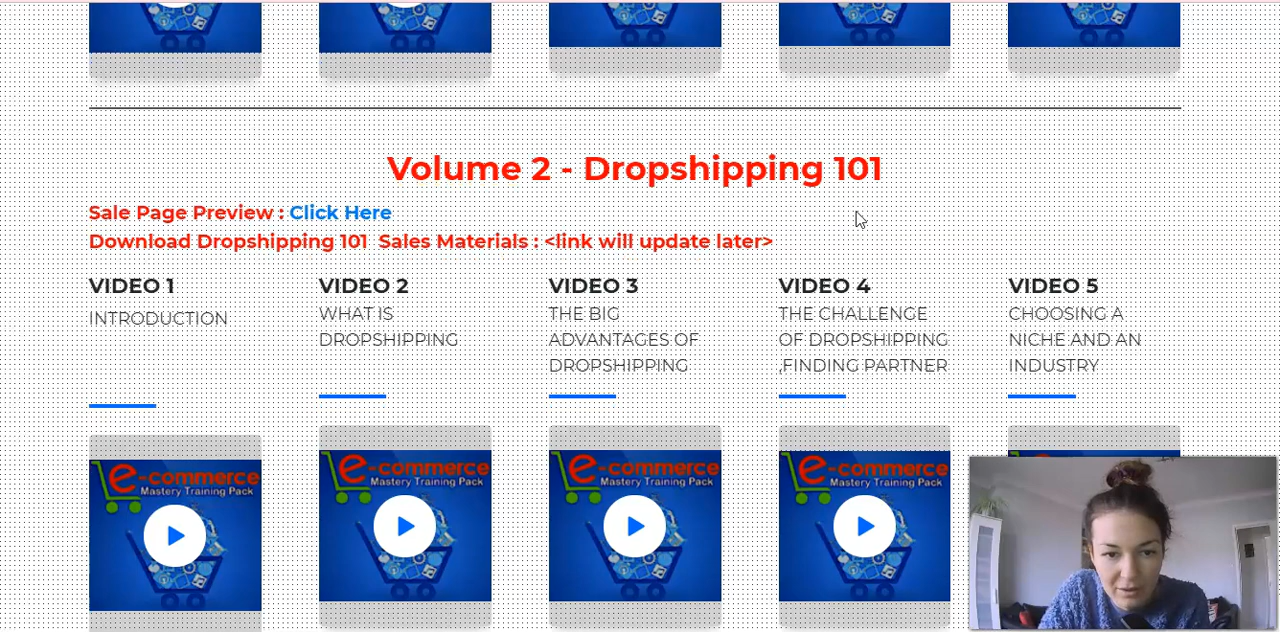 Volume 2 - Dropshipping 101
Sale Page Preview : Click Here
Download Dropshipping 101 Sales Materials : <link will update later>
VIDEO 1
INTRODUCTION
VIDEO 2
WHAT IS
DROPSHIPPING
VIDEO 3
THE BIG
ADVANTAGES OF
DROPSHIPPING
VIDEO 4
THE CHALLENGE
OF DROPSHIPPING
,FINDING PARTNER
VIDEO 5
CHOOSING A
NICHE AND AN
INDUSTRY
e-commerce
Mastery Training Pack
e-commerce
Mastery Training Pack
e-commerce
Mastery Training Pack
e-commerce
Mastery Training Pack